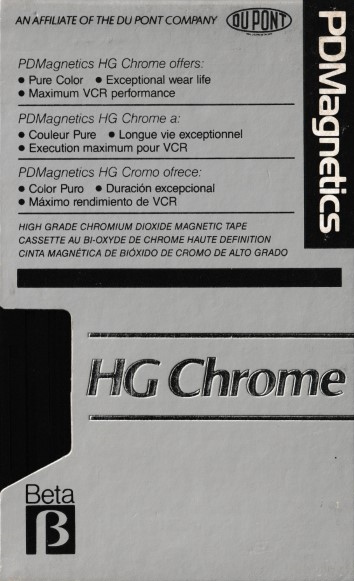 AN AFFILIATE OF THE DU PONT COMPANY
DU PONT
PDMagnetics
PDMagnetics HG Chrome offers:
● Pure Color ● Exceptional wear life
● Maximum VCR performance
PDMagnetics HG Chrome a:
● Couleur Pure ● Longue vie exceptionnel
● Execution maximum pour VCR
PDMagnetics HG Cromo ofrece:
● Color Puro ● Duración excepcional
● Máximo rendimiento de VCR
HIGH GRADE CHROMIUM DIOXIDE MAGNETIC TAPE
CASSETTE AU BI-OXYDE DE CHROME HAUTE DEFINITION
CINTA MAGNÉTICA DE BIÓXIDO DE CROMO DE ALTO GRADO
HG Chrome
Beta
β